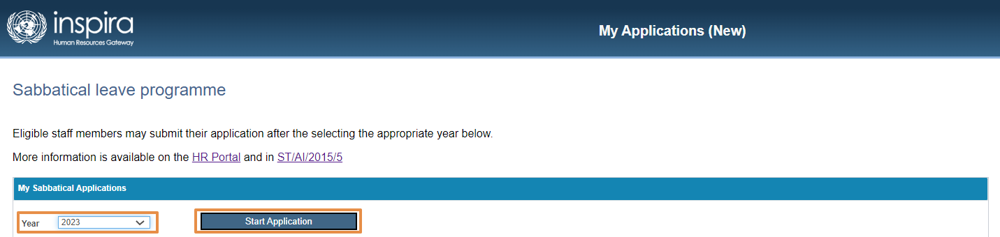 inspira
Human Resources Gateway
My Applications (New)
Sabbatical leave programme
Eligible staff members may submit their application after the selecting the appropriate year below.
More information is available on the HR Portal and in ST/AI/2015/5
My Sabbatical Applications
Year 2023 Start Application